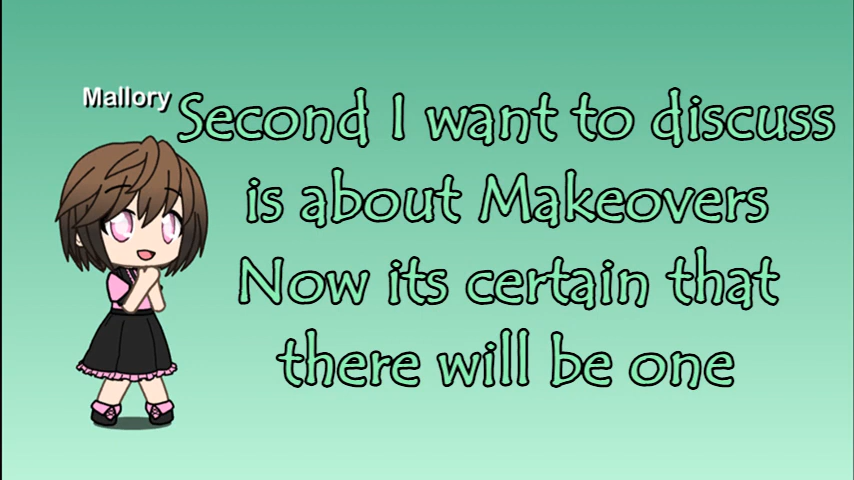 Mallory
Second I want to discuss
is about Makeovers
Now its certain that
there will be one